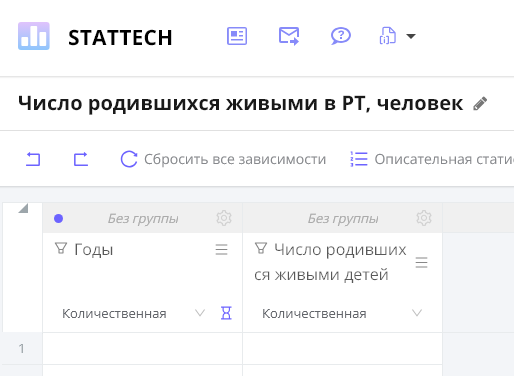 STATTECH
Число родившихся живыми в РТ, человек
Сбросить все зависимости
Описательная стати
Без группы
Без группы
Годы
Число родивших
ся живыми детей
Количественная
Количественная
1